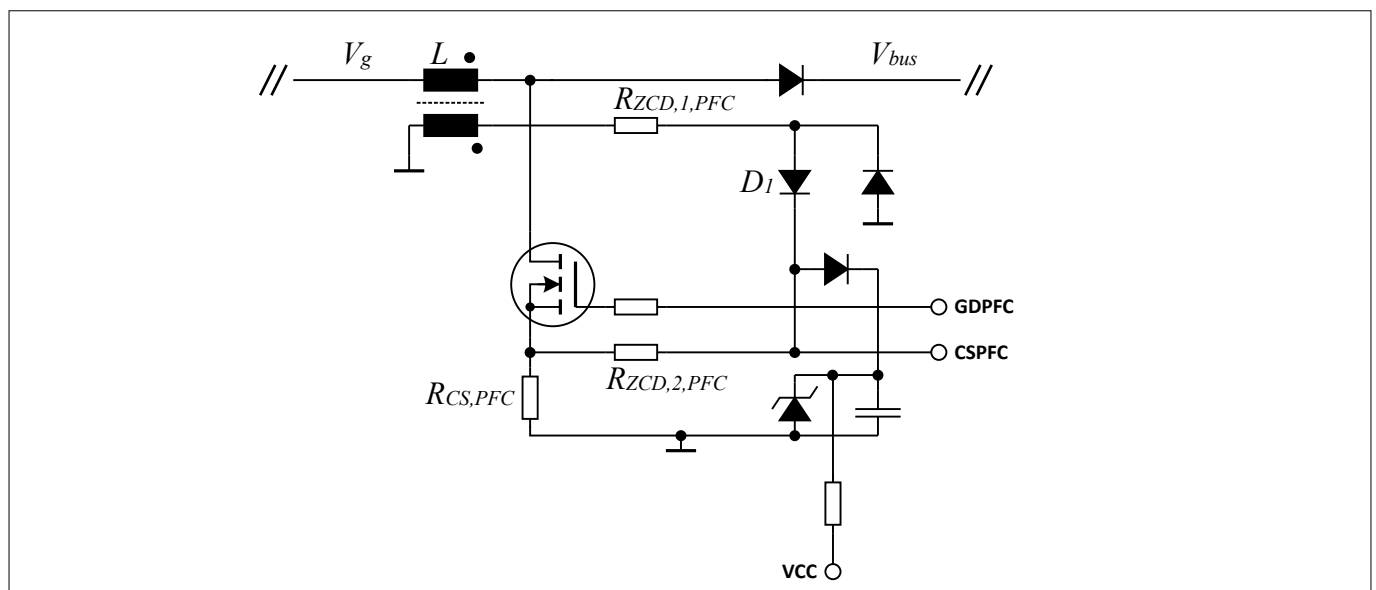 Vg
L
Vbus
RZCD,1,PFC
D1
GDPFC
CSPFC
RZCD,2,PFC
RCS,PFC
VCC